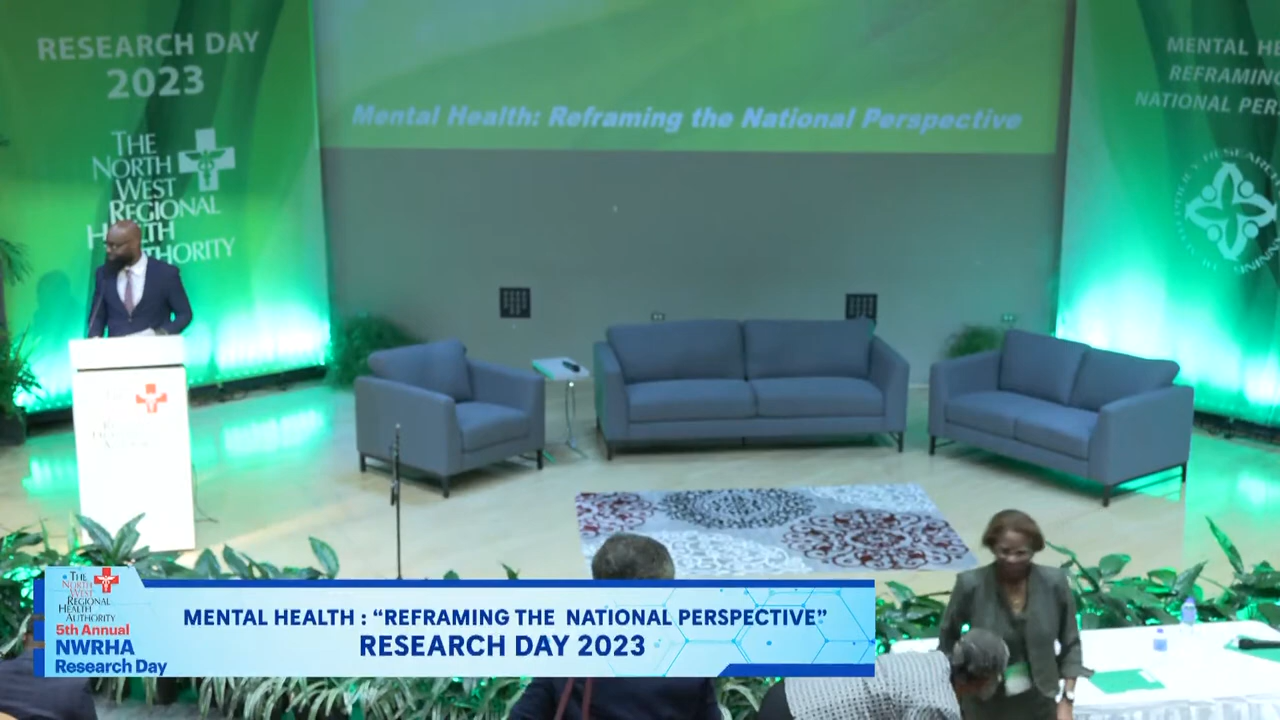 RESEARCH DAY
2023
THE
NORTH
WEST
REGIONAL
HEALTH
AUTHORITY
Mental Health: Reframing the National Perspective
MENTAL
REFRAMING
NATIONAL
THE
NORTH
WEST
REGIONAL
HEALTH
AUTHORITY
5th Annual
NWRHA
Research Day
MENTAL HEALTH : “REFRAMING THE NATIONAL PERSPECTIVE”
RESEARCH DAY 2023